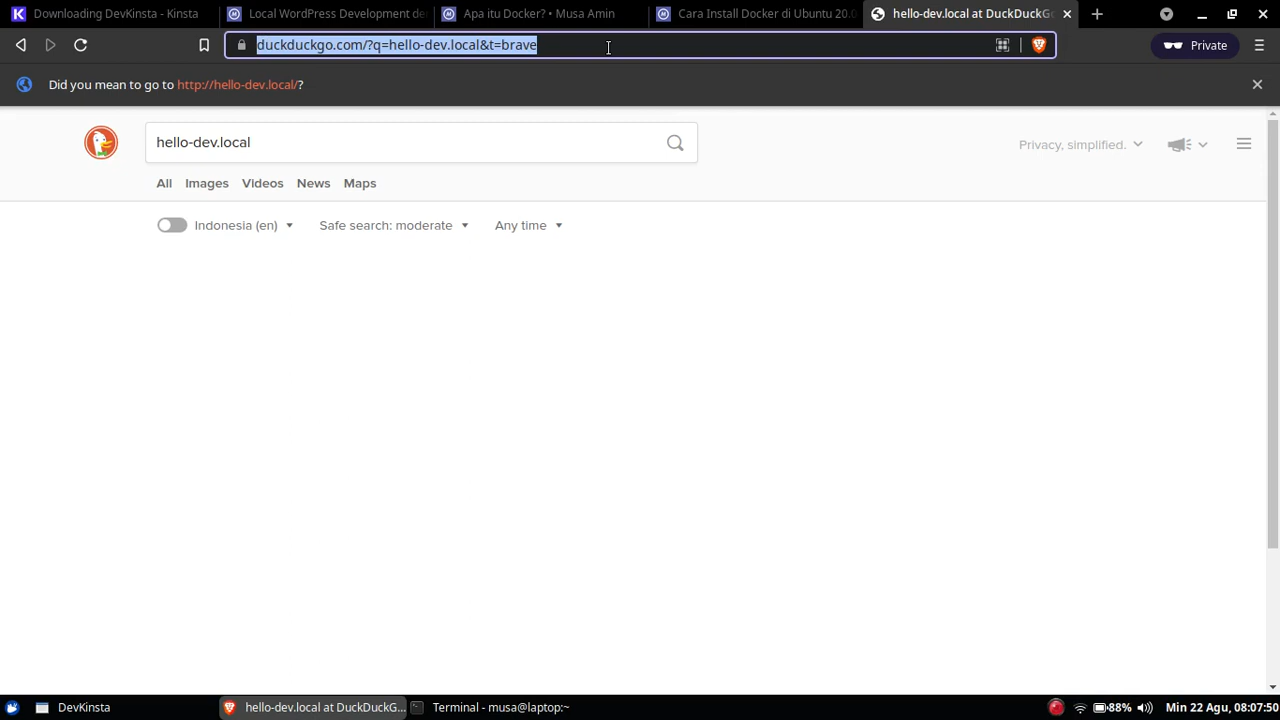 Downloading DevKinsta - Kinsta
Local WordPress Development de
Apa itu Docker? • Musa Amin
Cara Install Docker di Ubuntu 20.0
hello-dev.local at DuckDuckGo
duckduckgo.com/?q=hello-dev.local&t=brave
Private
Did you mean to go to http://hello-dev.local/?
hello-dev.local
Privacy, simplified.
All Images Videos News Maps
Indonesia (en) Safe search: moderate Any time
DevKinsta
hello-dev.local at DuckDuckG...
Terminal - musa@laptop:~
88%
Min 22 Agu, 08:07:50